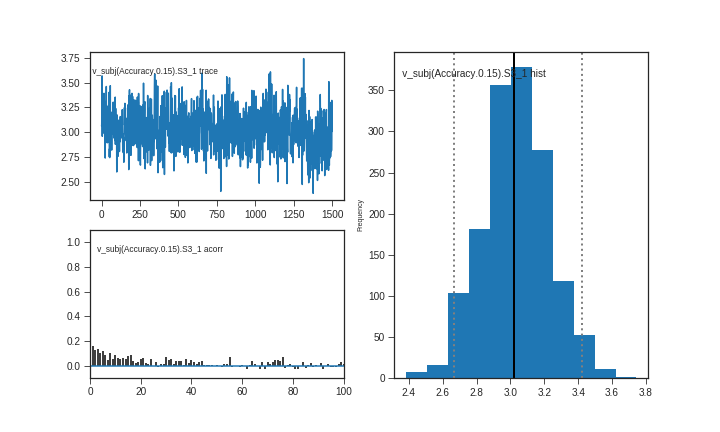 3.75
3.50
3.25
3.00
2.75
2.50
v_subj(Accuracy.0.15).S3_1 trace
0 250 500 750 1000 1250 1500
1.0
0.8
0.6
0.4
0.2
0.0
v_subj(Accuracy.0.15).S3_1 acorr
0 20 40 60 80 100
v_subj(Accuracy.0.15).S3_1 hist
Frequency
350
300
250
200
150
100
50
0
2.4 2.6 2.8 3.0 3.2 3.4 3.6 3.8